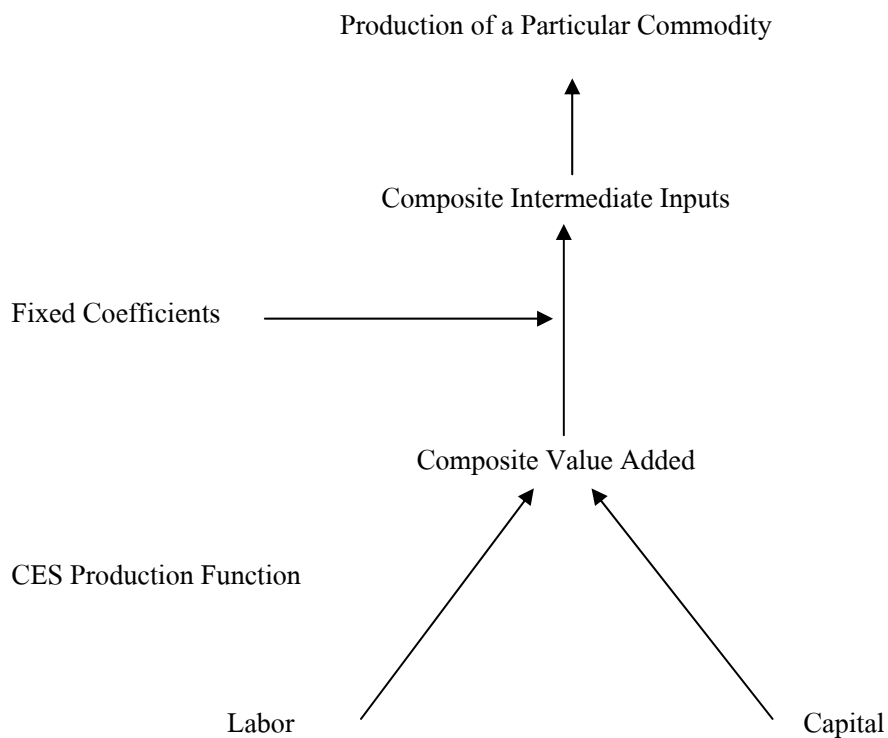 Production of a Particular Commodity
Composite Intermediate Inputs
Fixed Coefficients
Composite Value Added
CES Production Function
Labor
Capital